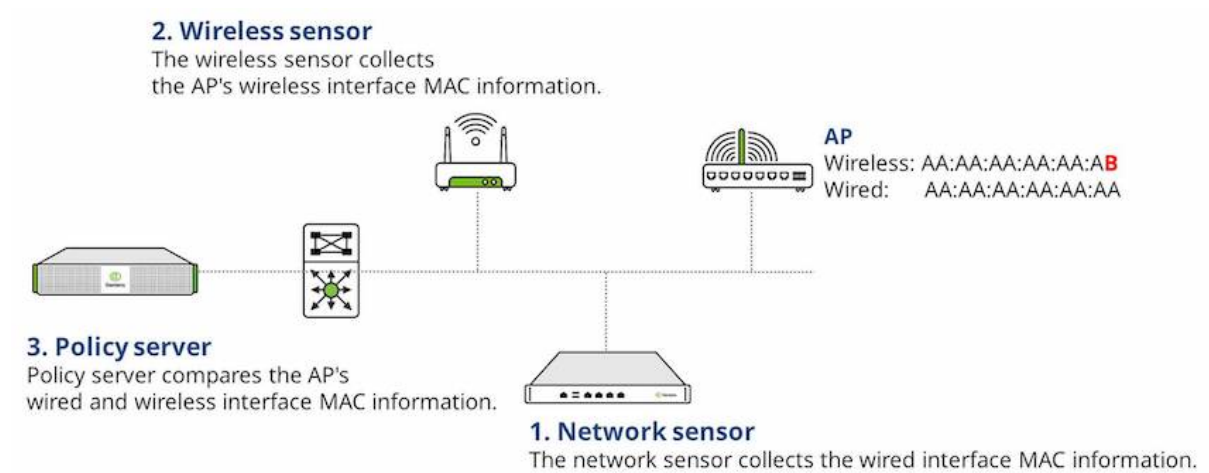 2. Wireless sensor
The wireless sensor collects
the AP's wireless interface MAC information.
AP
Wireless: AA:AA:AA:AA:AA:AB
Wired: AA:AA:AA:AA:AA:AA
3. Policy server
Policy server compares the AP's
wired and wireless interface MAC information.
1. Network sensor
The network sensor collects the wired interface MAC information.